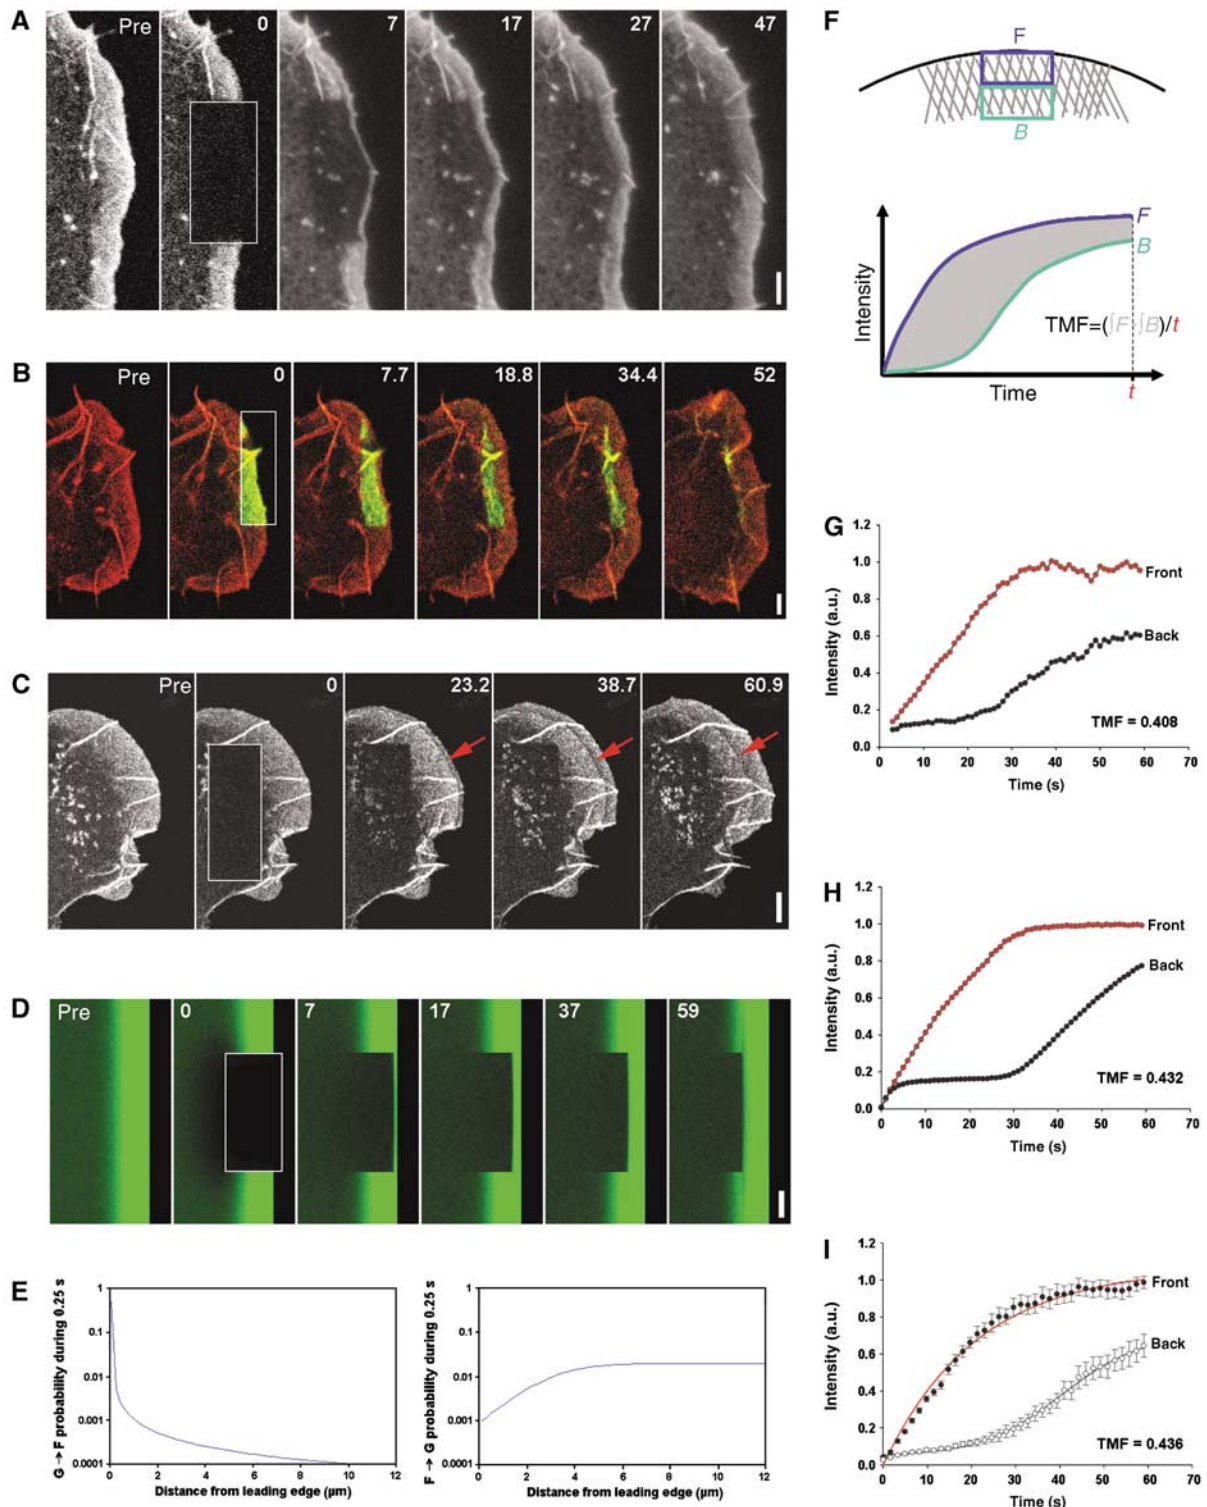 A
Pre
0
7
17
27
47
B
Pre
0
7.7
18.8
34.4
52
C
Pre
0
23.2
38.7
60.9
D
Pre
0
7
17
37
59
E
G → F probability during 0.25 s
1
0.1
0.01
0.001
0.0001
0 2 4 6 8 10 12
Distance from leading edge (µm)
F → G probability during 0.25 s
1
0.1
0.01
0.001
0.0001
0 2 4 6 8 10 12
Distance from leading edge (µm)
F
F
B
Intensity
F
B
TMF=(∫F-∫B)/t
Time
t
G
Intensity (a.u.)
1.2
1.0
0.8
0.6
0.4
0.2
0.0
Front
Back
TMF = 0.408
0 10 20 30 40 50 60 70
Time (s)
H
Intensity (a.u.)
1.2
1.0
0.8
0.6
0.4
0.2
0.0
Front
Back
TMF = 0.432
0 10 20 30 40 50 60 70
Time (s)
I
Intensity (a.u.)
1.2
1.0
0.8
0.6
0.4
0.2
0.0
Front
Back
TMF = 0.436
0 10 20 30 40 50 60 70
Time (s)